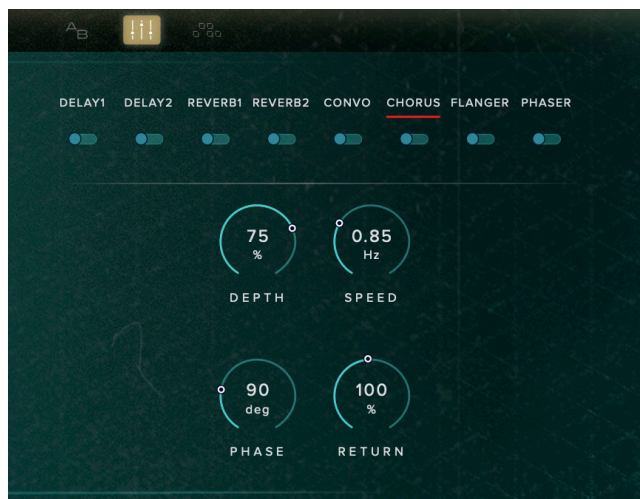 AB
DELAY1 DELAY2 REVERB1 REVERB2 CONVO CHORUS FLANGER PHASER
75 0.85
% Hz
DEPTH SPEED
90 100
deg %
PHASE RETURN